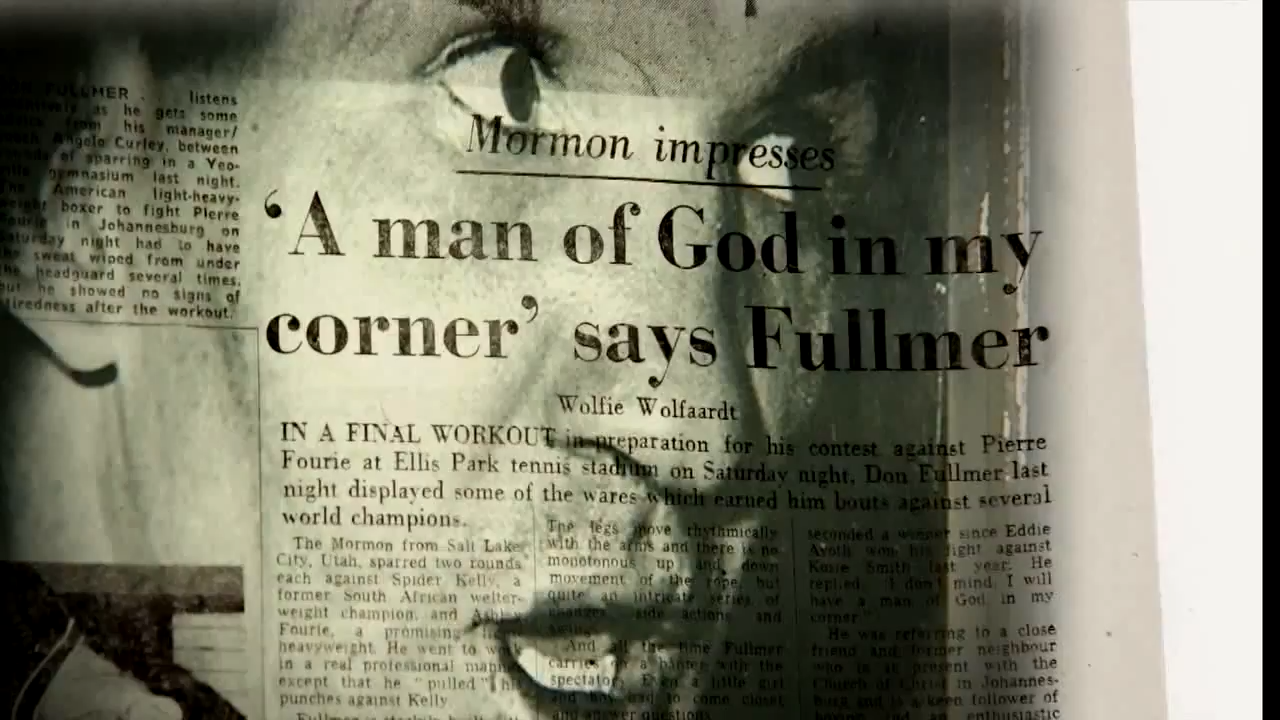 FULLMER . listens
as he gets some
from his manager/
Angelo Curley, between
of sparring in a Yeo-
gymnasium last night.
The American light-heavy-
boxer to fight Pierre
in Johannesburg on
Saturday night had to have
the sweat wiped from under
the headguard several times,
but he showed no signs of
tiredness after the workout.
Mormon impresses
‘A man of God in my
corner’ says Fullmer
Wolfie Wolfaardt
IN A FINAL WORKOUT in preparation for his contest against Pierre
Fourie at Ellis Park tennis stadium on Saturday night, Don Fullmer last
night displayed some of the wares which earned him bouts against several
world champions.
The Mormon from Salt Lake
City, Utah, sparred two rounds
each against Spider Kelly, a
former South African welter-
weight champion, and
Fourie, a promising
heavyweight. He went to work
in a real professional
except that he "pulled" his
punches against Kelly.
The legs move rhythmically
with the arms and there is no
monotonous up and down
movement of the rope, but
quite an intricate series of
side actions and
And all the time Fullmer
carries on a banter with the
spectators. Even a little girl
and boy had to come closer
and answer questions.
seconded a winner since Eddie
Avoth won his fight against
Kosie Smith last year. He
replied: "I don't mind, I will
have a man of God in my
corner."
He was referring to a close
friend and former neighbour
who is at present with the
Church of Christ in Johannes-
burg and is a keen follower of
and an enthusiastic